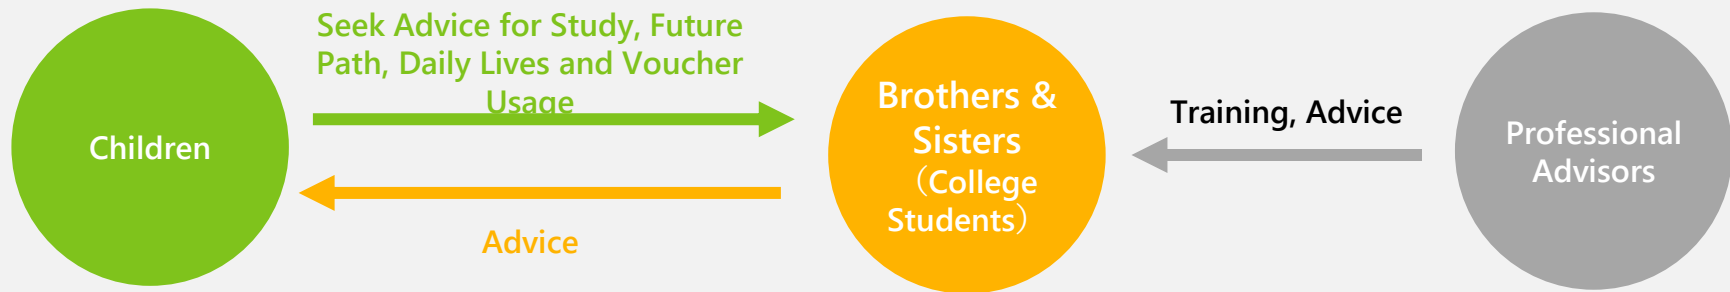 Children
Seek Advice for Study, Future
Path, Daily Lives and Voucher
Usage
Advice
Brothers &
Sisters
（College
Students）
Training, Advice
Professional
Advisors